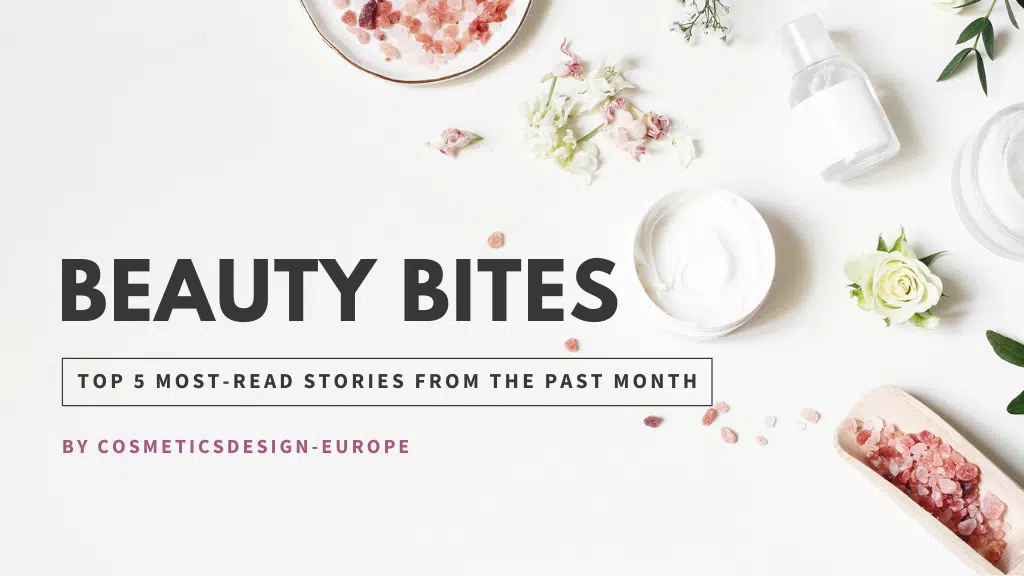 BEAUTY BITES
TOP 5 MOST-READ STORIES FROM THE PAST MONTH
BY COSMETICSDESIGN-EUROPE